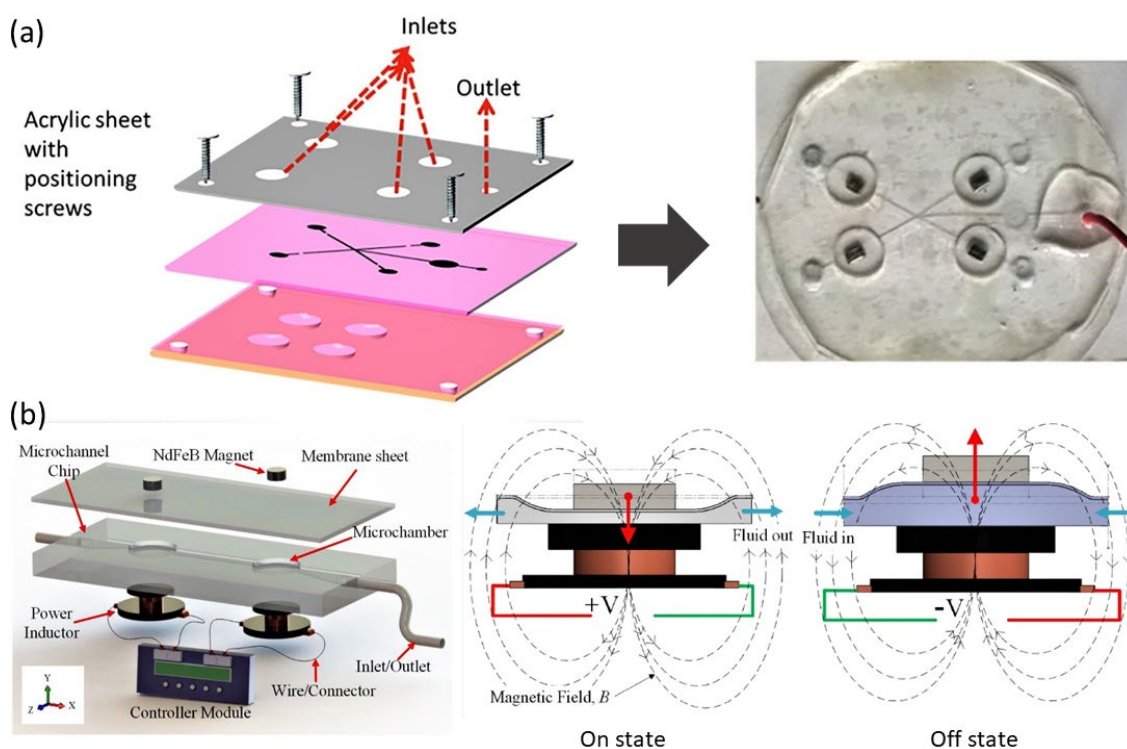 (a)
Inlets
Outlet
Acrylic sheet
with
positioning
screws
(b)
Microchannel
Chip
NdFeB Magnet
Membrane sheet
Microchamber
Power
Inductor
Inlet/Outlet
Wire/Connector
Controller Module
Y
Z
X
Fluid out
+V
Magnetic Field, B
On state
Fluid in
-V
Off state